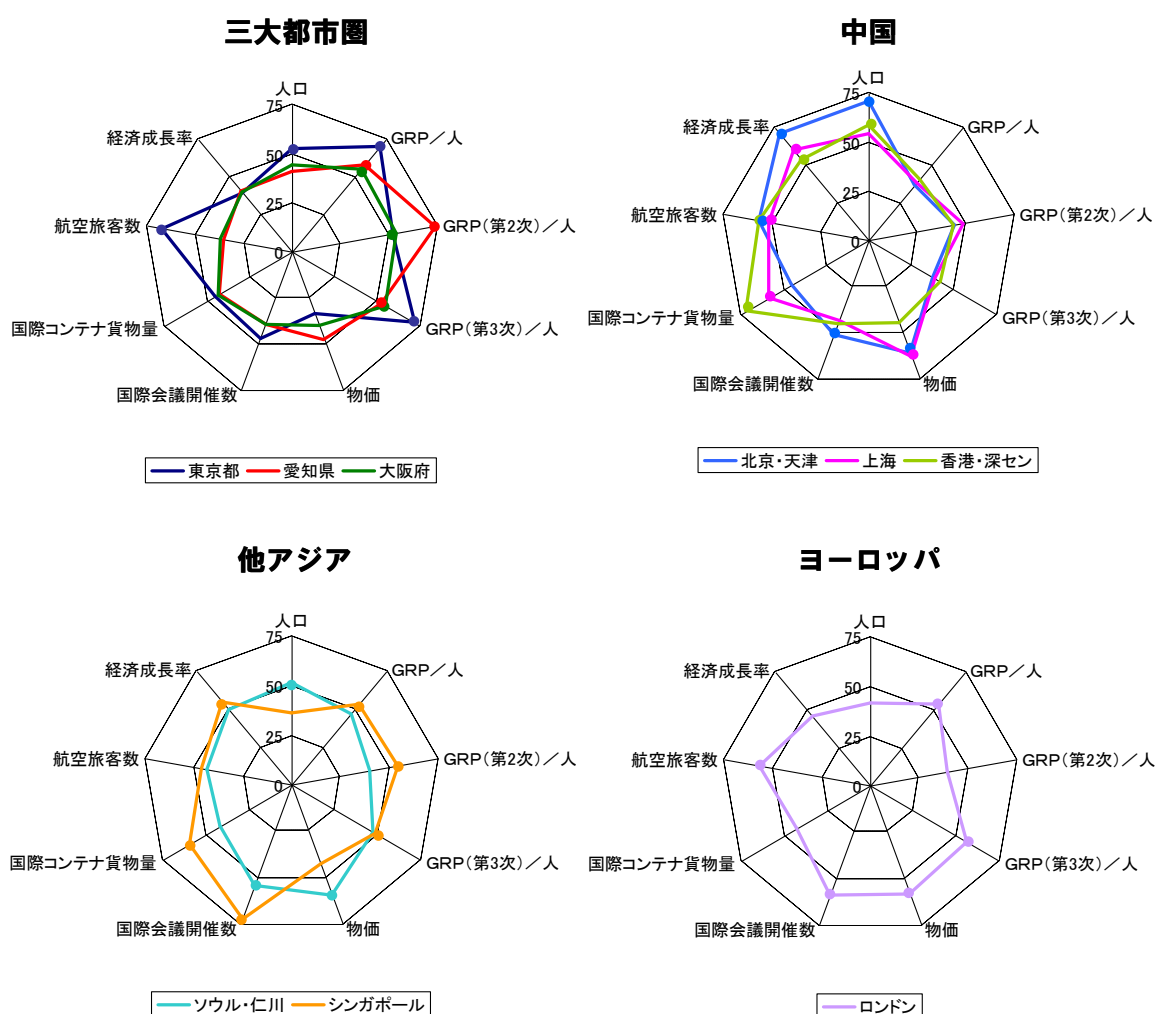 三大都市圏
人口
75
50
25
0
GRP／人
GRP（第2次）／人
GRP（第3次）／人
物価
国際会議開催数
国際コンテナ貨物量
航空旅客数
経済成長率
東京都 愛知県 大阪府
中国
人口
75
50
25
0
GRP／人
GRP（第2次）／人
GRP（第3次）／人
物価
国際会議開催数
国際コンテナ貨物量
航空旅客数
経済成長率
北京・天津 上海 香港・深セン
他アジア
人口
75
50
25
0
GRP／人
GRP（第2次）／人
GRP（第3次）／人
物価
国際会議開催数
国際コンテナ貨物量
航空旅客数
経済成長率
ソウル・仁川 シンガポール
ヨーロッパ
人口
75
50
25
0
GRP／人
GRP（第2次）／人
GRP（第3次）／人
物価
国際会議開催数
国際コンテナ貨物量
航空旅客数
経済成長率
ロンドン